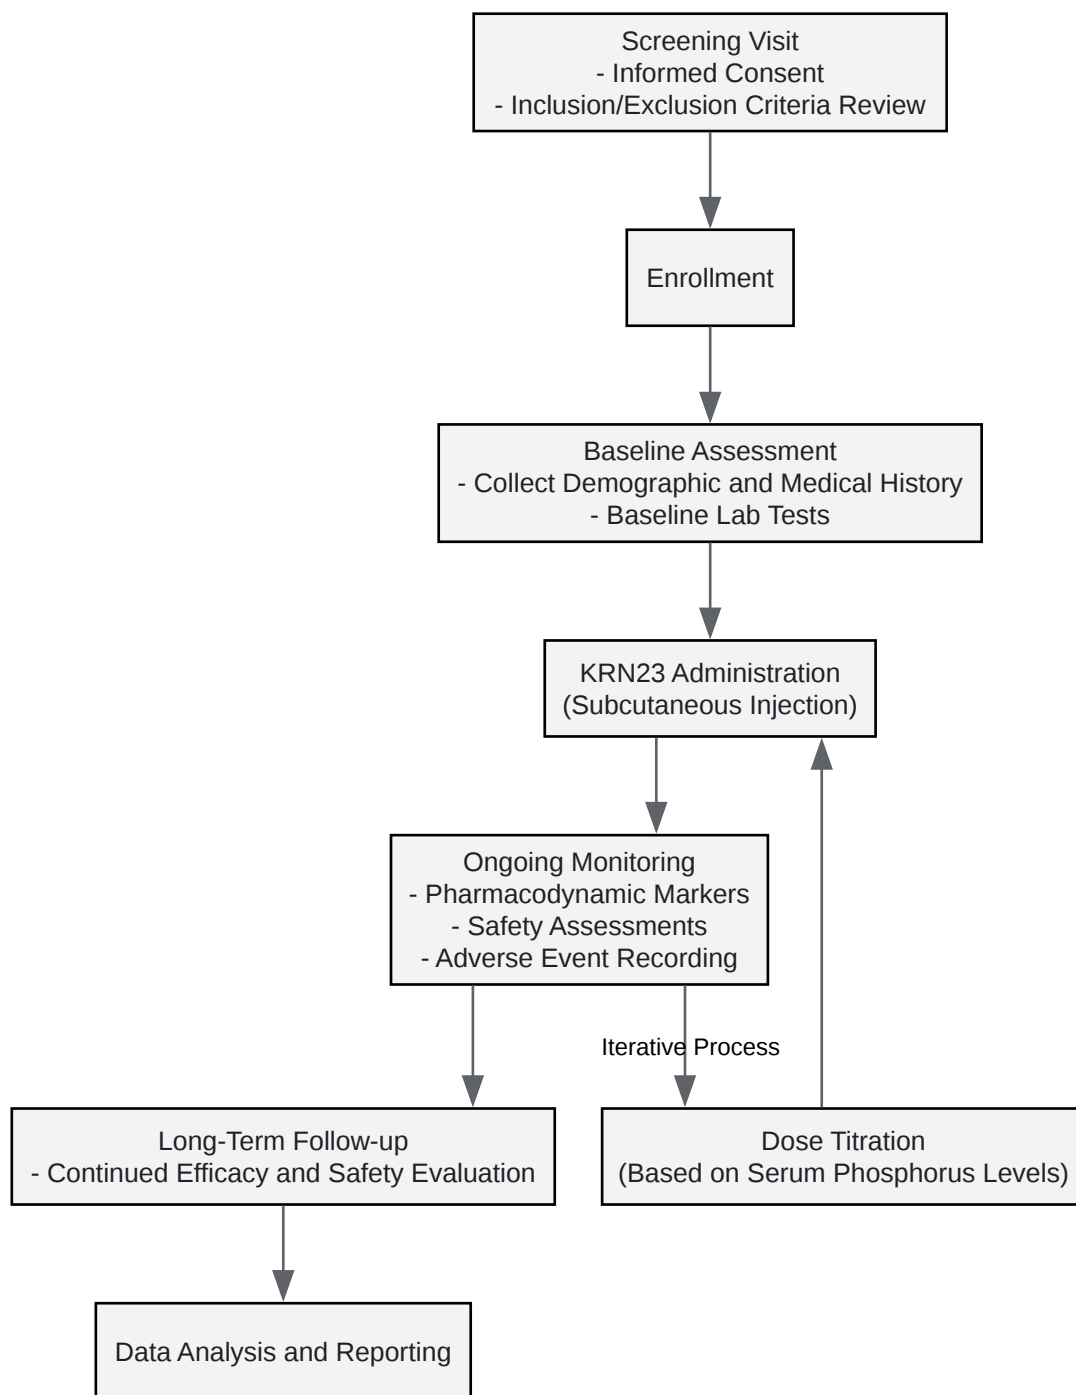 Screening Visit
- Informed Consent
- Inclusion/Exclusion Criteria Review
Enrollment
Baseline Assessment
- Collect Demographic and Medical History
- Baseline Lab Tests
KRN23 Administration
(Subcutaneous Injection)
Ongoing Monitoring
- Pharmacodynamic Markers
- Safety Assessments
- Adverse Event Recording
Iterative Process
Long-Term Follow-up
- Continued Efficacy and Safety Evaluation
Dose Titration
(Based on Serum Phosphorus Levels)
Data Analysis and Reporting